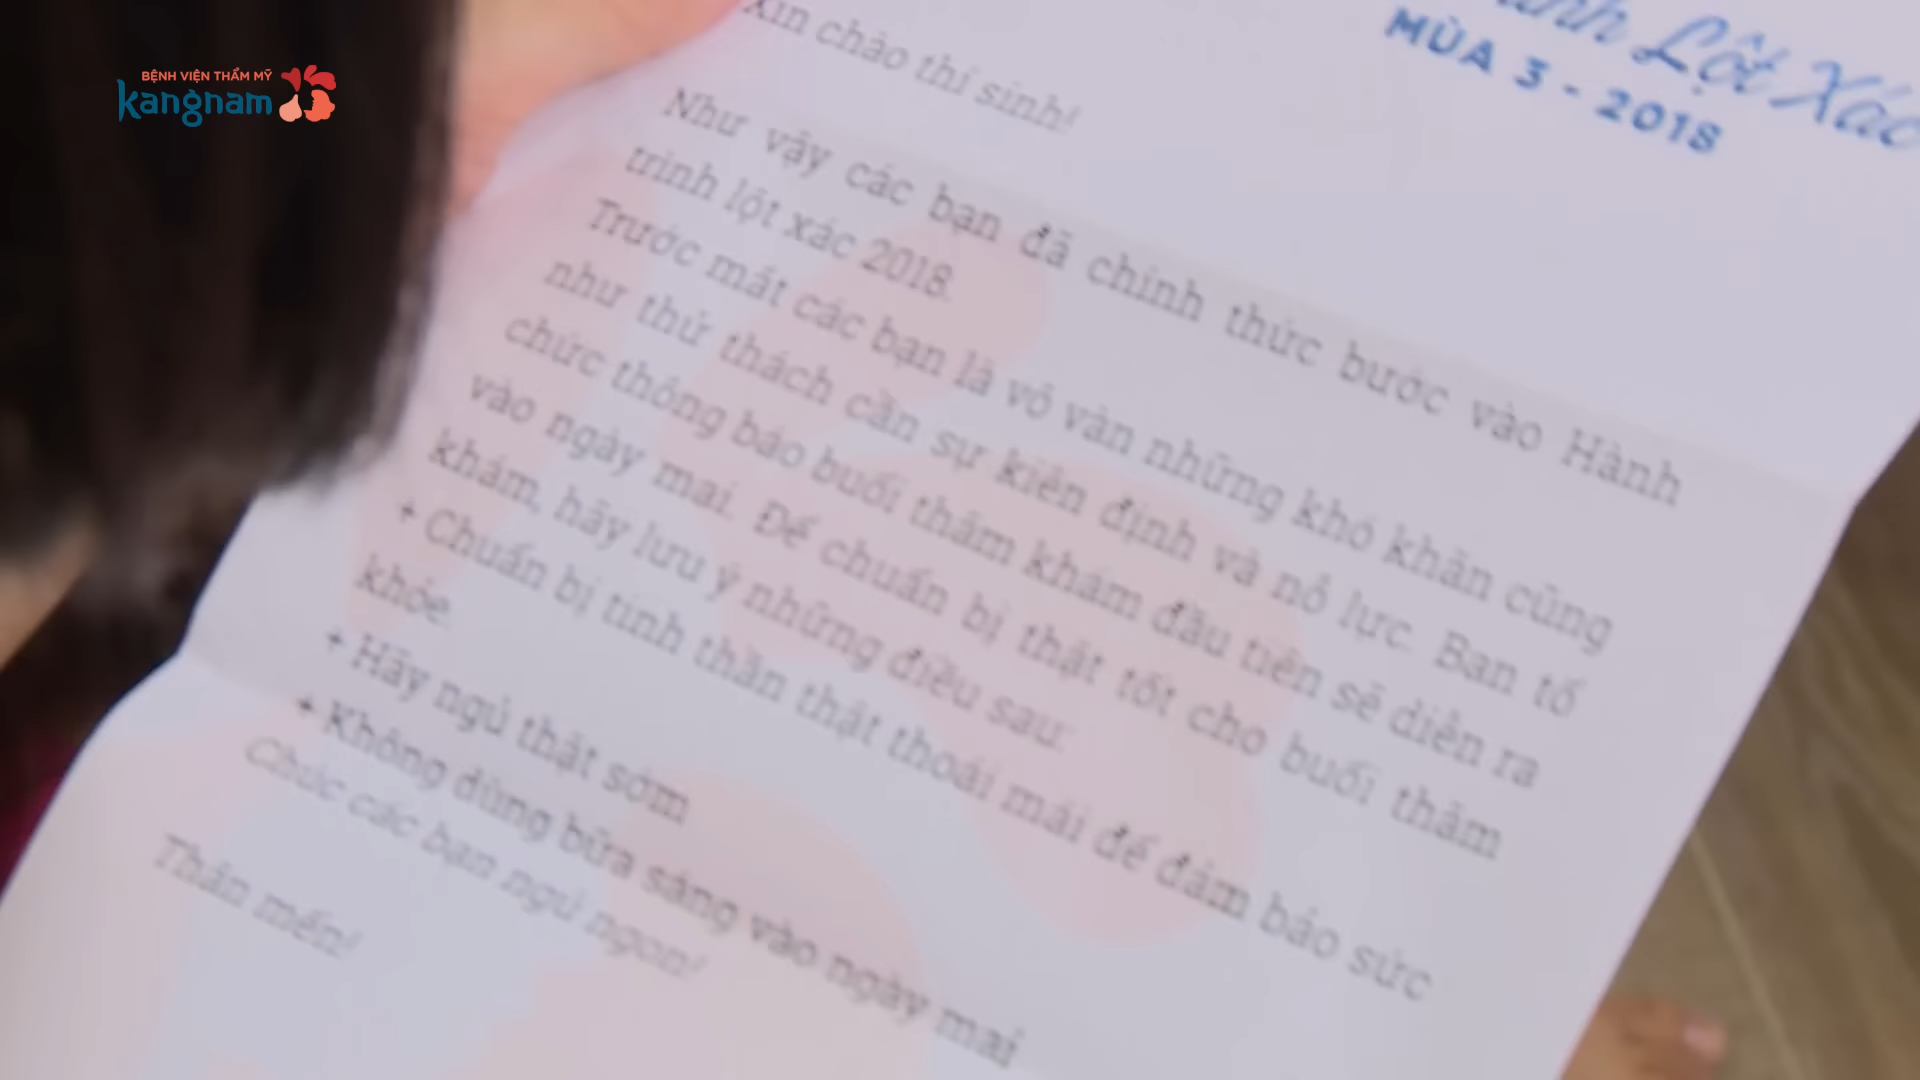 BỆNH VIỆN THẨM MỸ
kangnam
Lột Xác
MÙA 3 - 2018
Xin chào thí sinh!
Như vậy các bạn đã chính thức bước vào Hành
trình lột xác 2018.
Trước mắt các bạn là vô vàn những khó khăn cũng
như thử thách cần sự kiên định và nỗ lực. Ban tổ
chức thông báo buổi thăm khám đầu tiên sẽ diễn ra
vào ngày mai. Để chuẩn bị thật tốt cho buổi thăm
khám, hãy lưu ý những điều sau:
+ Chuẩn bị tinh thần thật thoải mái để đảm bảo sức
khỏe.
+ Hãy ngủ thật sớm
+ Không dùng bữa sáng vào ngày mai
Chúc các bạn ngủ ngon!
Thân mến!